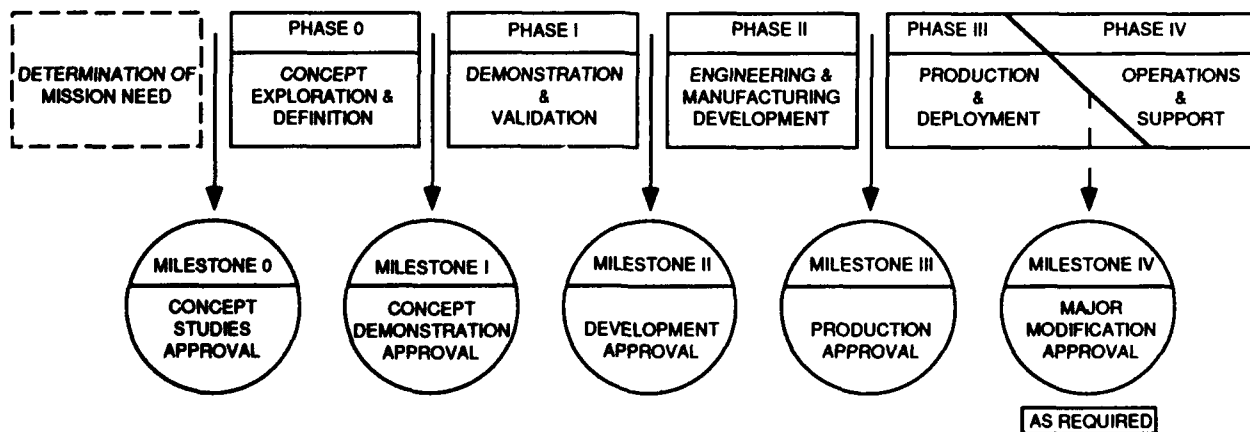 DETERMINATION OF
MISSION NEED
PHASE 0
CONCEPT
EXPLORATION &
DEFINITION
PHASE I
DEMONSTRATION
&
VALIDATION
PHASE II
ENGINEERING &
MANUFACTURING
DEVELOPMENT
PHASE III
PRODUCTION
&
DEPLOYMENT
PHASE IV
OPERATIONS
&
SUPPORT
MILESTONE 0
CONCEPT
STUDIES
APPROVAL
MILESTONE I
CONCEPT
DEMONSTRATION
APPROVAL
MILESTONE II
DEVELOPMENT
APPROVAL
MILESTONE III
PRODUCTION
APPROVAL
MILESTONE IV
MAJOR
MODIFICATION
APPROVAL
AS REQUIRED